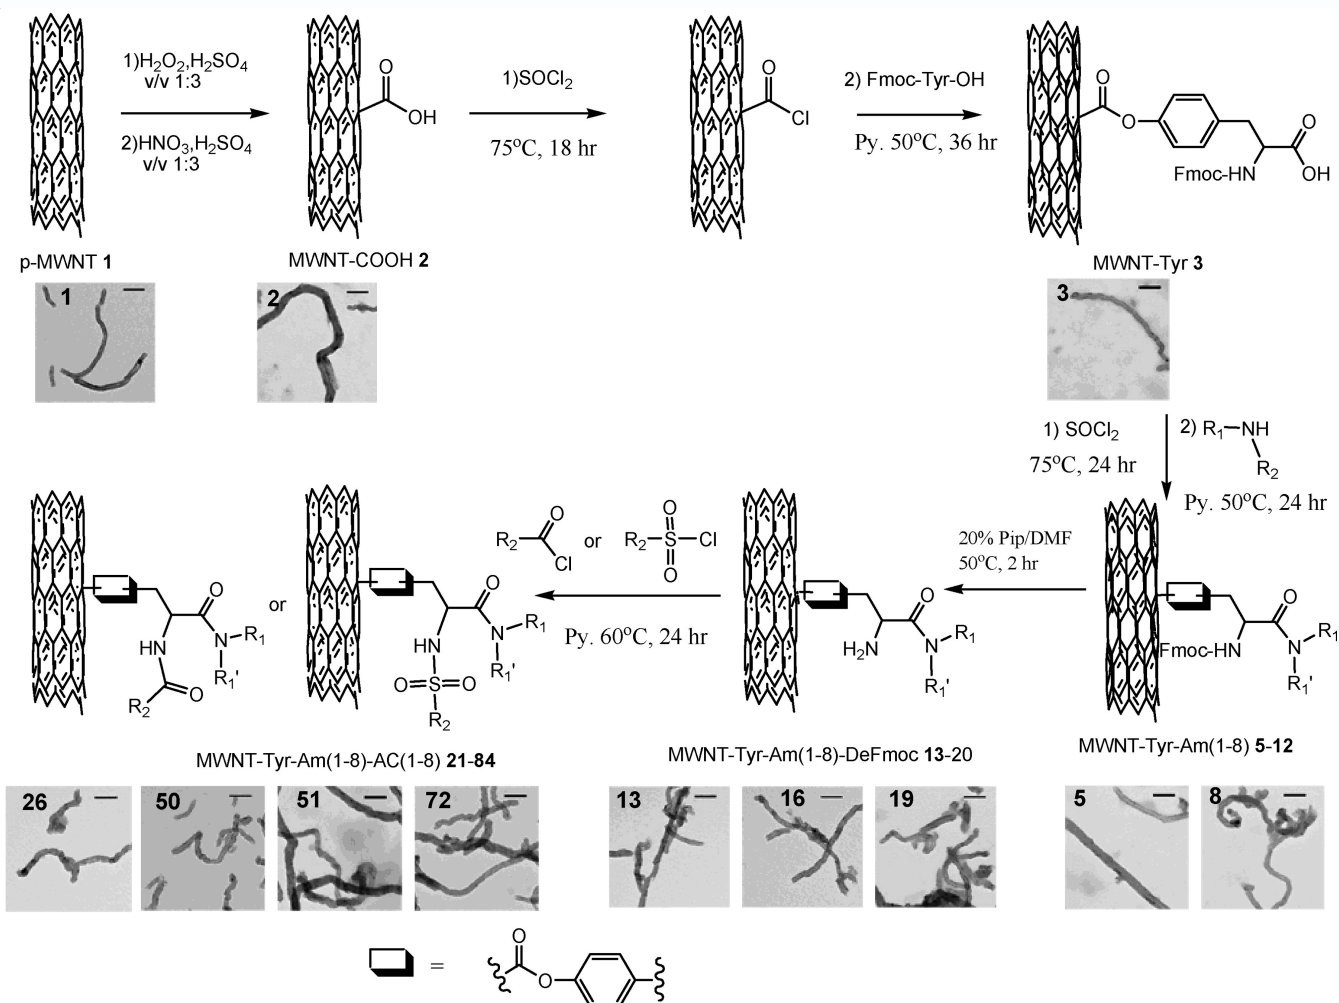 1)H2O2,H2SO4
v/v 1:3
2)HNO3,H2SO4
v/v 1:3
O
OH
1)SOCl2
75°C, 18 hr
O
Cl
2) Fmoc-Tyr-OH
Py. 50°C, 36 hr
O
O
O
OH
Fmoc-HN
p-MWNT 1
MWNT-COOH 2
MWNT-Tyr 3
1
2
3
1) SOCl2
75°C, 24 hr
2) R1-NH
R2
Py. 50°C, 24 hr
O
HN
N-R1
R1'
R2
O
or
O
HN
N-R1
R1'
O=S=O
R2
O
R2
Cl
or
O
R2-S-Cl
O
Py. 60°C, 24 hr
O
H2N
N-R1
R1'
20% Pip/DMF
50°C, 2 hr
O
Fmoc-HN
N-R1
R1'
MWNT-Tyr-Am(1-8)-AC(1-8) 21-84
MWNT-Tyr-Am(1-8)-DeFmoc 13-20
MWNT-Tyr-Am(1-8) 5-12
26
50
51
72
13
16
19
5
8
=
O
O